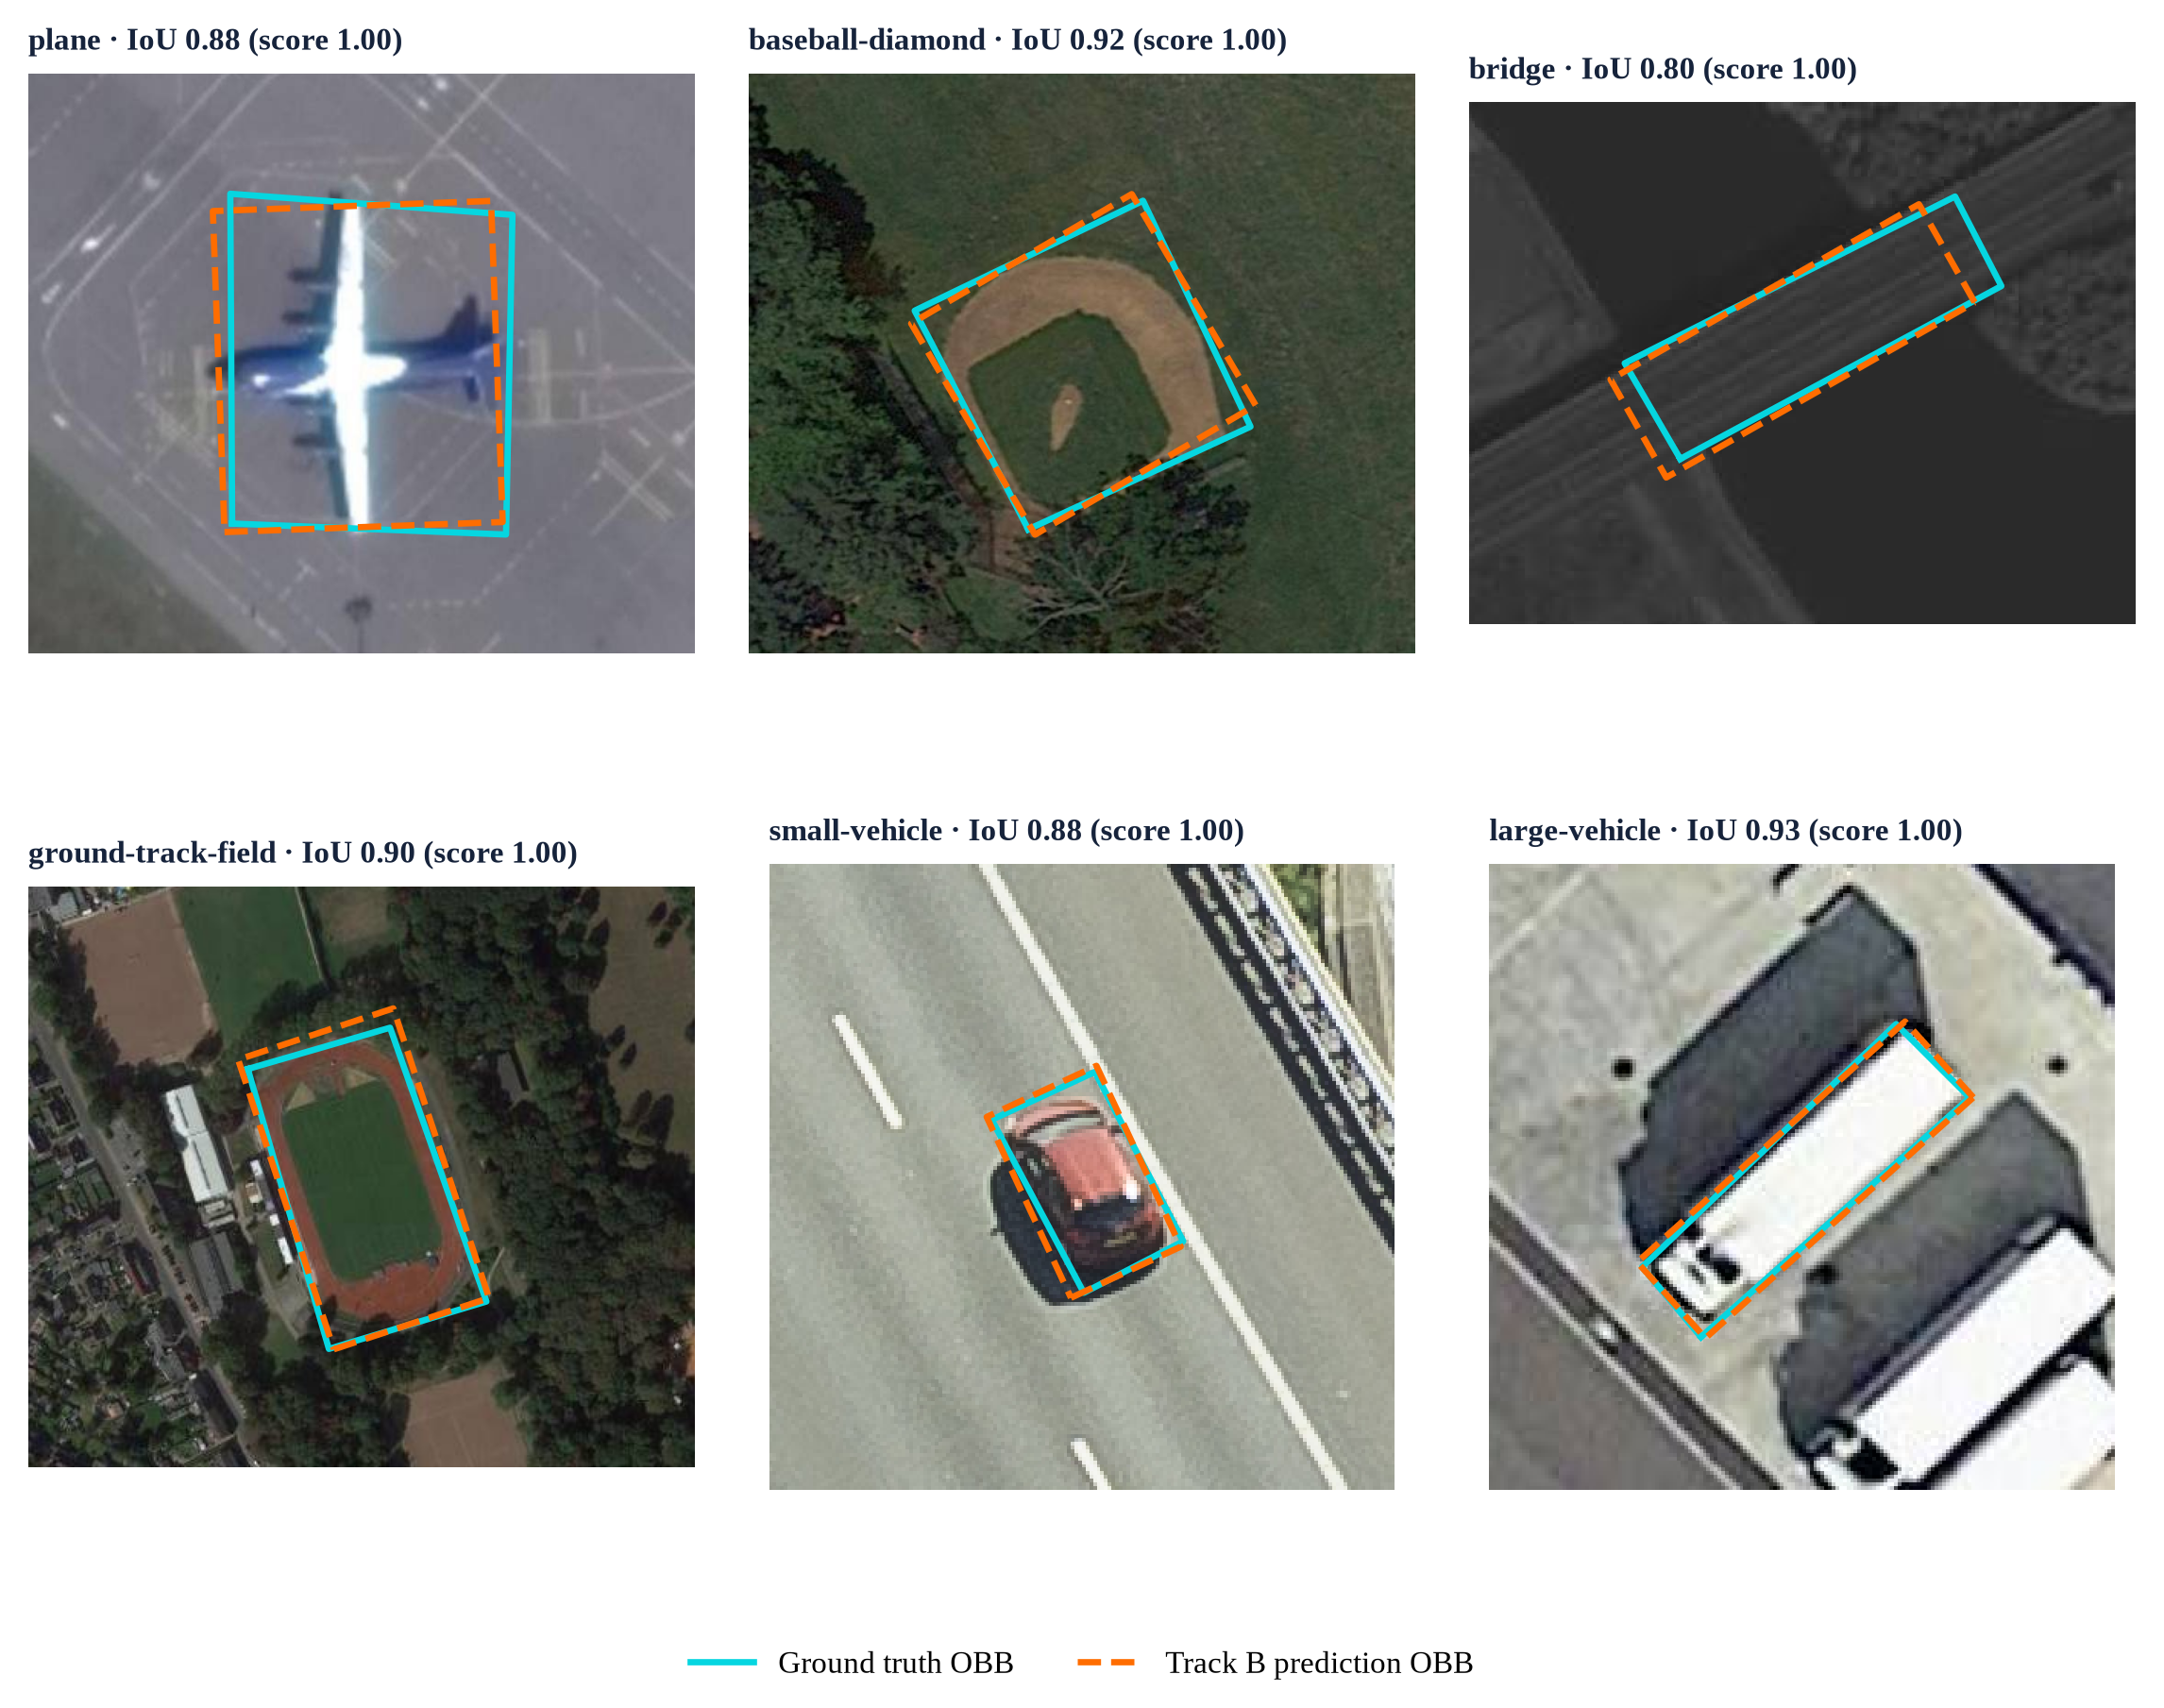 plane · IoU 0.88 (score 1.00)
baseball-diamond · IoU 0.92 (score 1.00)
bridge · IoU 0.80 (score 1.00)
ground-track-field · IoU 0.90 (score 1.00)
small-vehicle · IoU 0.88 (score 1.00)
large-vehicle · IoU 0.93 (score 1.00)
Ground truth OBB
Track B prediction OBB